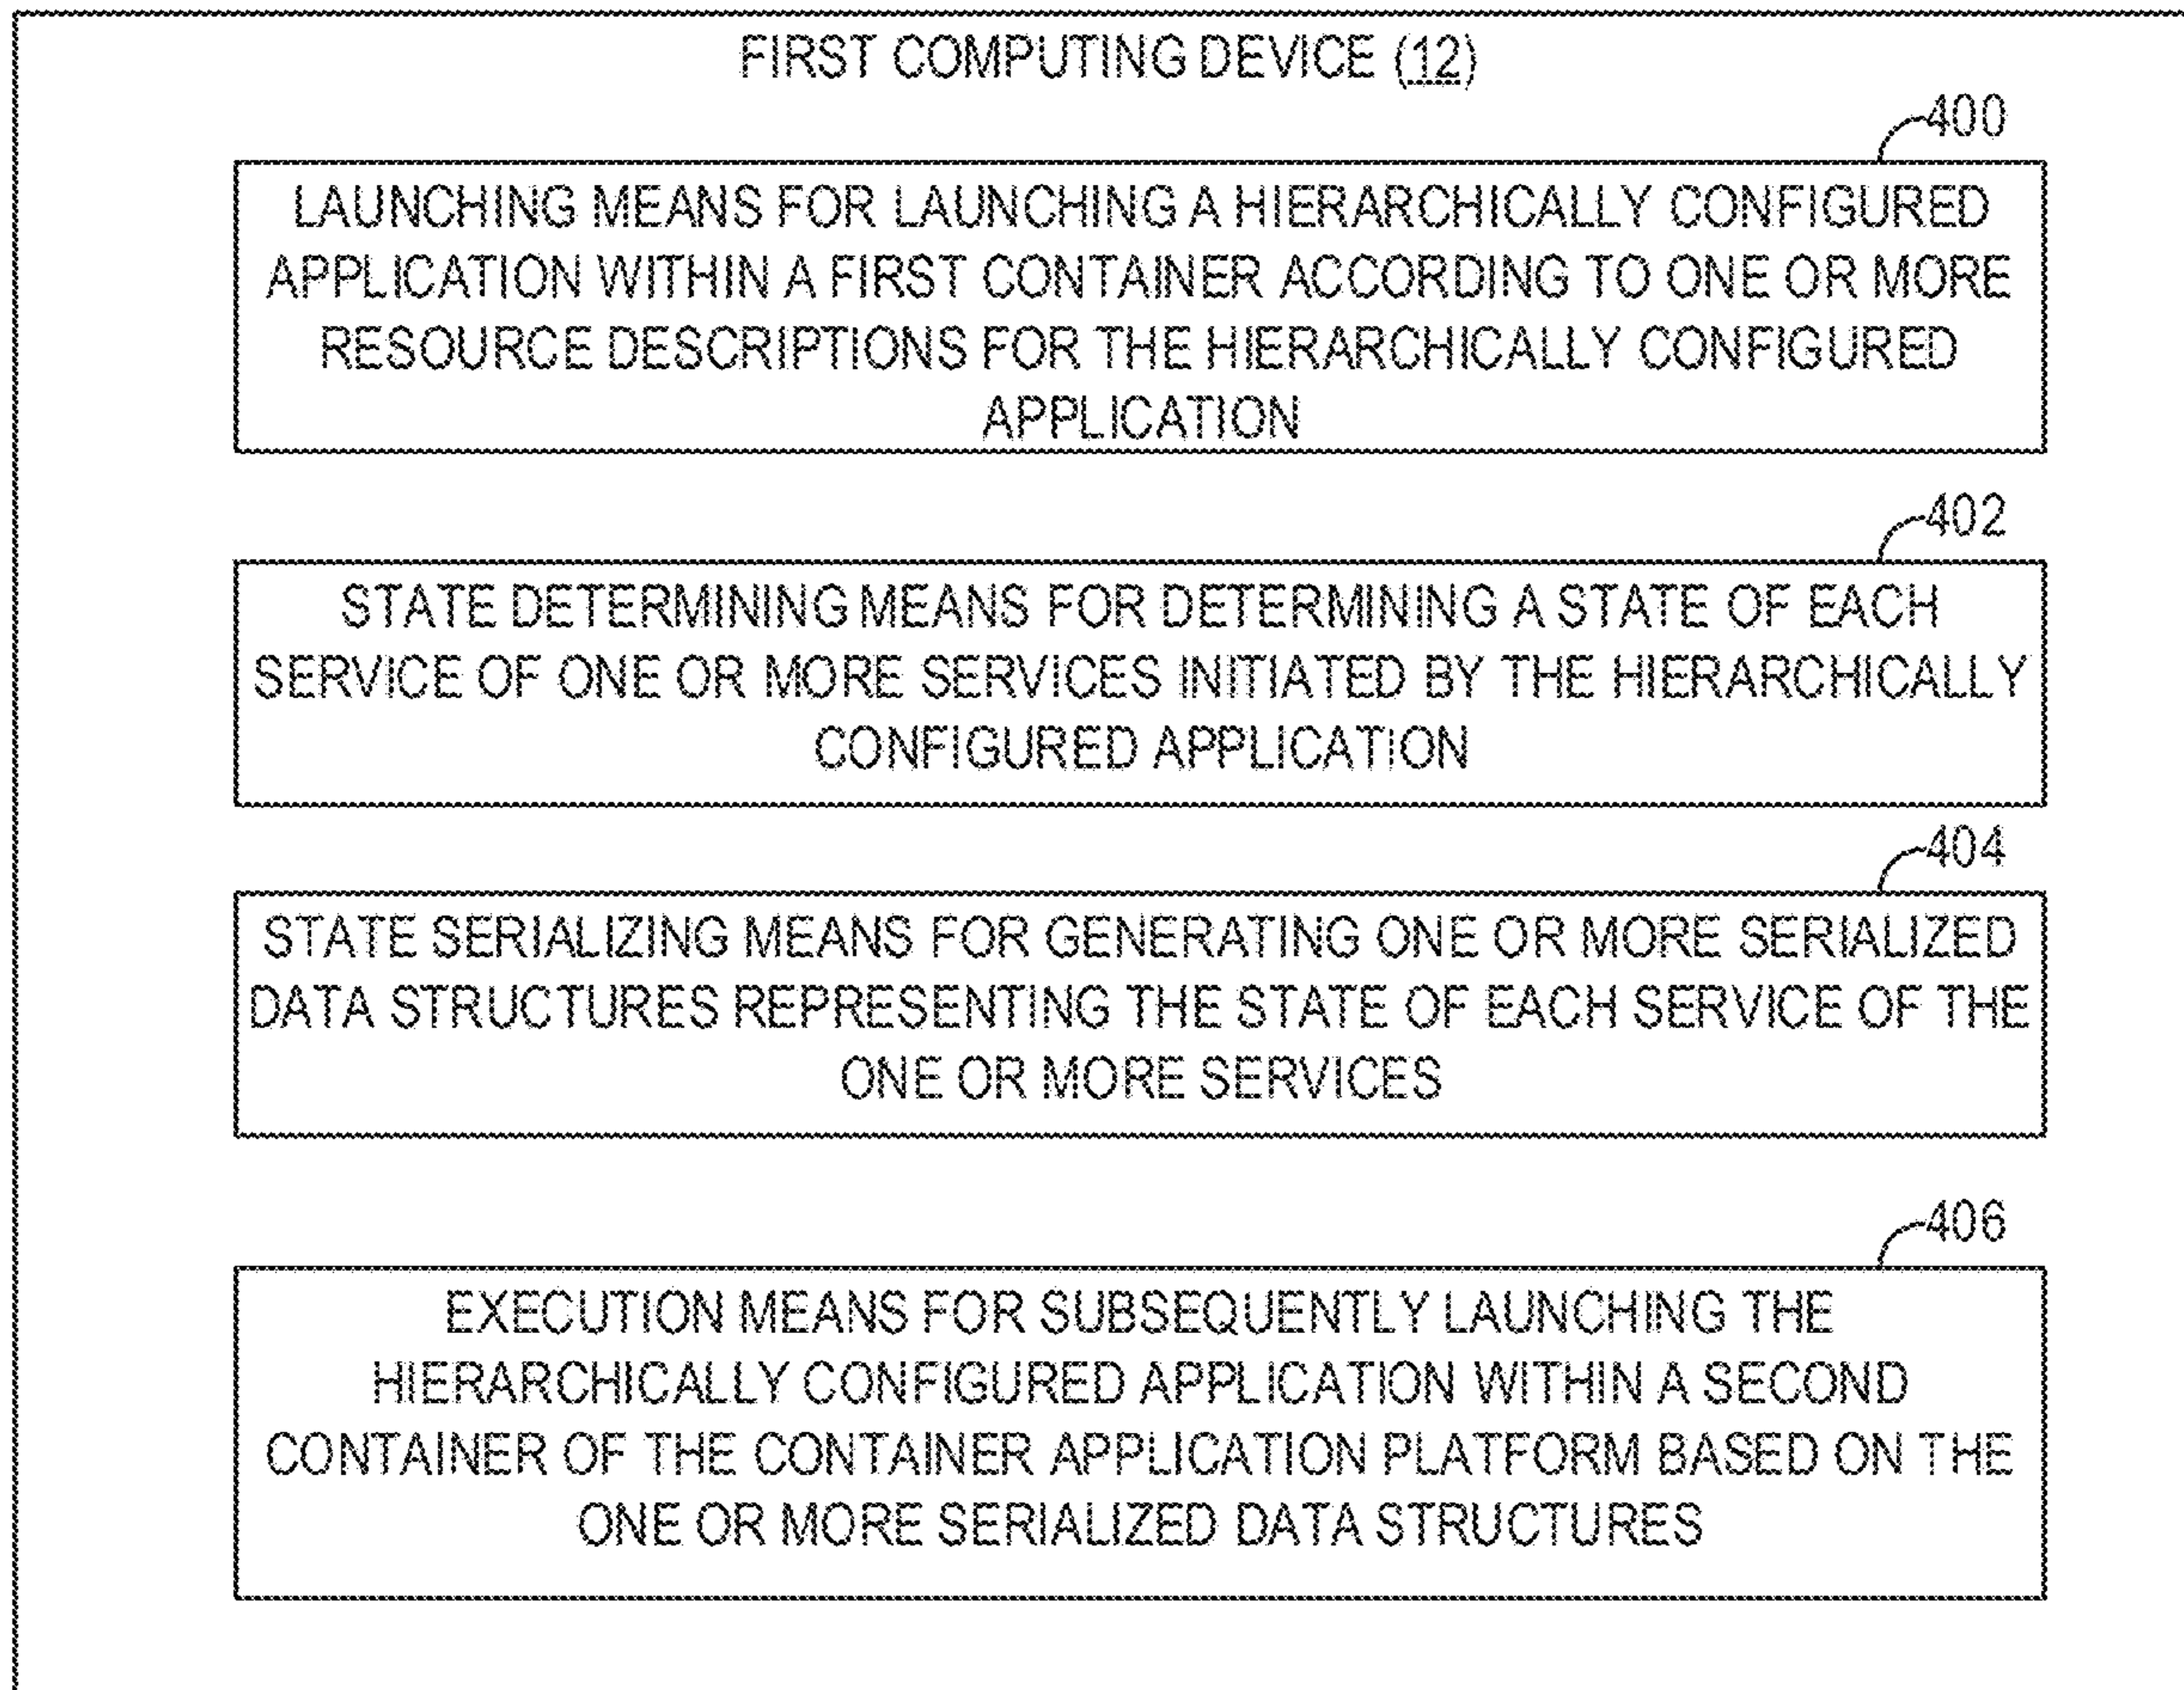 FIRST COMPUTING DEVICE (12)
400
LAUNCHING MEANS FOR LAUNCHING A HIERARCHICALLY CONFIGURED
APPLICATION WITHIN A FIRST CONTAINER ACCORDING TO ONE OR MORE
RESOURCE DESCRIPTIONS FOR THE HIERARCHICALLY CONFIGURED
APPLICATION
402
STATE DETERMINING MEANS FOR DETERMINING A STATE OF EACH
SERVICE OF ONE OR MORE SERVICES INITIATED BY THE HIERARCHICALLY
CONFIGURED APPLICATION
404
STATE SERIALIZING MEANS FOR GENERATING ONE OR MORE SERIALIZED
DATA STRUCTURES REPRESENTING THE STATE OF EACH SERVICE OF THE
ONE OR MORE SERVICES
406
EXECUTION MEANS FOR SUBSEQUENTLY LAUNCHING THE
HIERARCHICALLY CONFIGURED APPLICATION WITHIN A SECOND
CONTAINER OF THE CONTAINER APPLICATION PLATFORM BASED ON THE
ONE OR MORE SERIALIZED DATA STRUCTURES